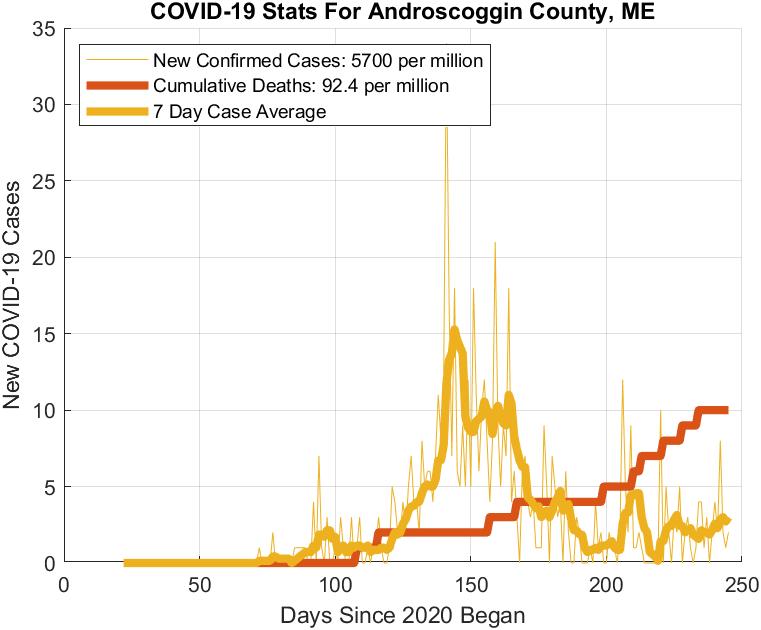 COVID-19 Stats For Androscoggin County, ME
New Confirmed Cases: 5700 per million
Cumulative Deaths: 92.4 per million
7 Day Case Average
New COVID-19 Cases
35
30
25
20
15
10
5
0
0 50 100 150 200 250
Days Since 2020 Began